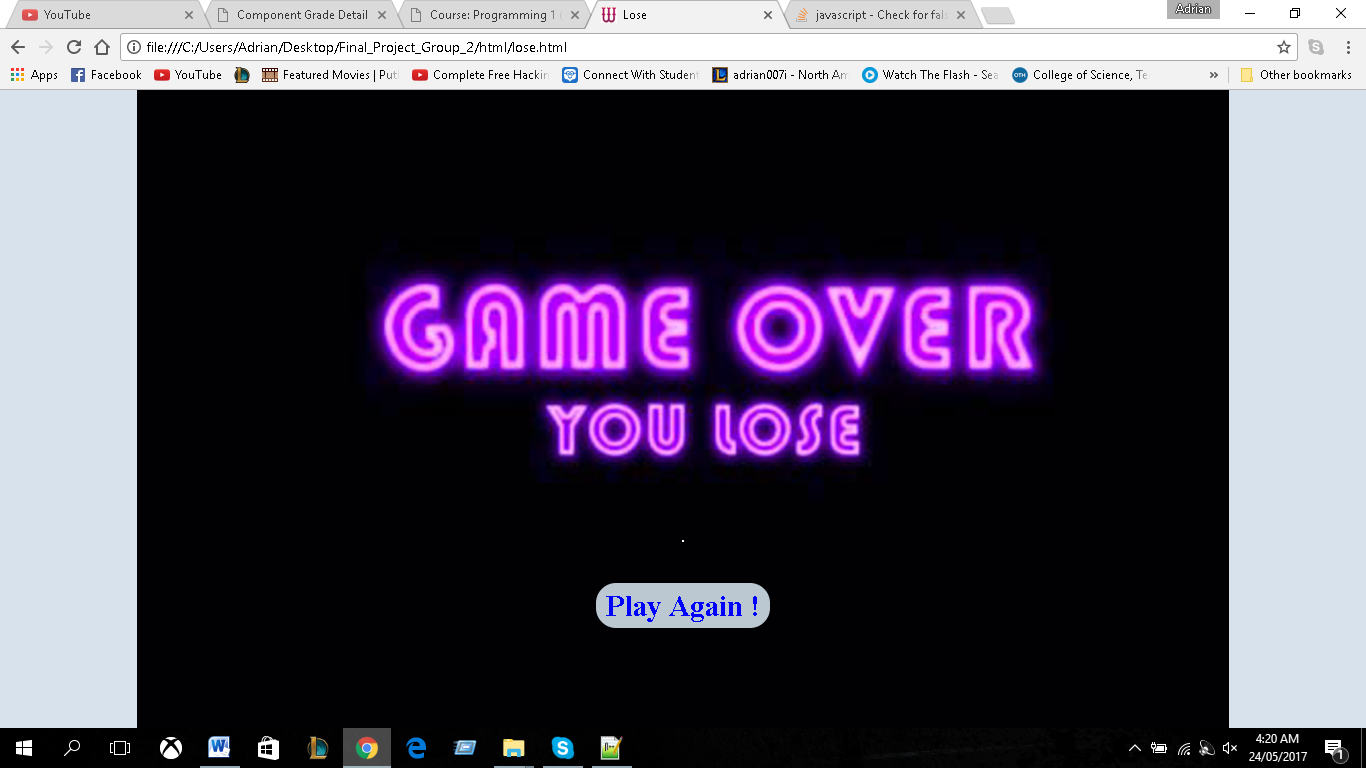 Adrian
YouTube
Component Grade Detail
Course: Programming 1 (
Lose
javascript - Check for fals
file:///C:/Users/Adrian/Desktop/Final_Project_Group_2/html/lose.html
Apps
Facebook
YouTube
Featured Movies | Put
Complete Free Hackin
Connect With Student
adrian007i - North Am
Watch The Flash - Sea
OTH
College of Science, Te
»
Other bookmarks
GAME OVER
YOU LOSE
.
Play Again !
4:20 AM
24/05/2017
1